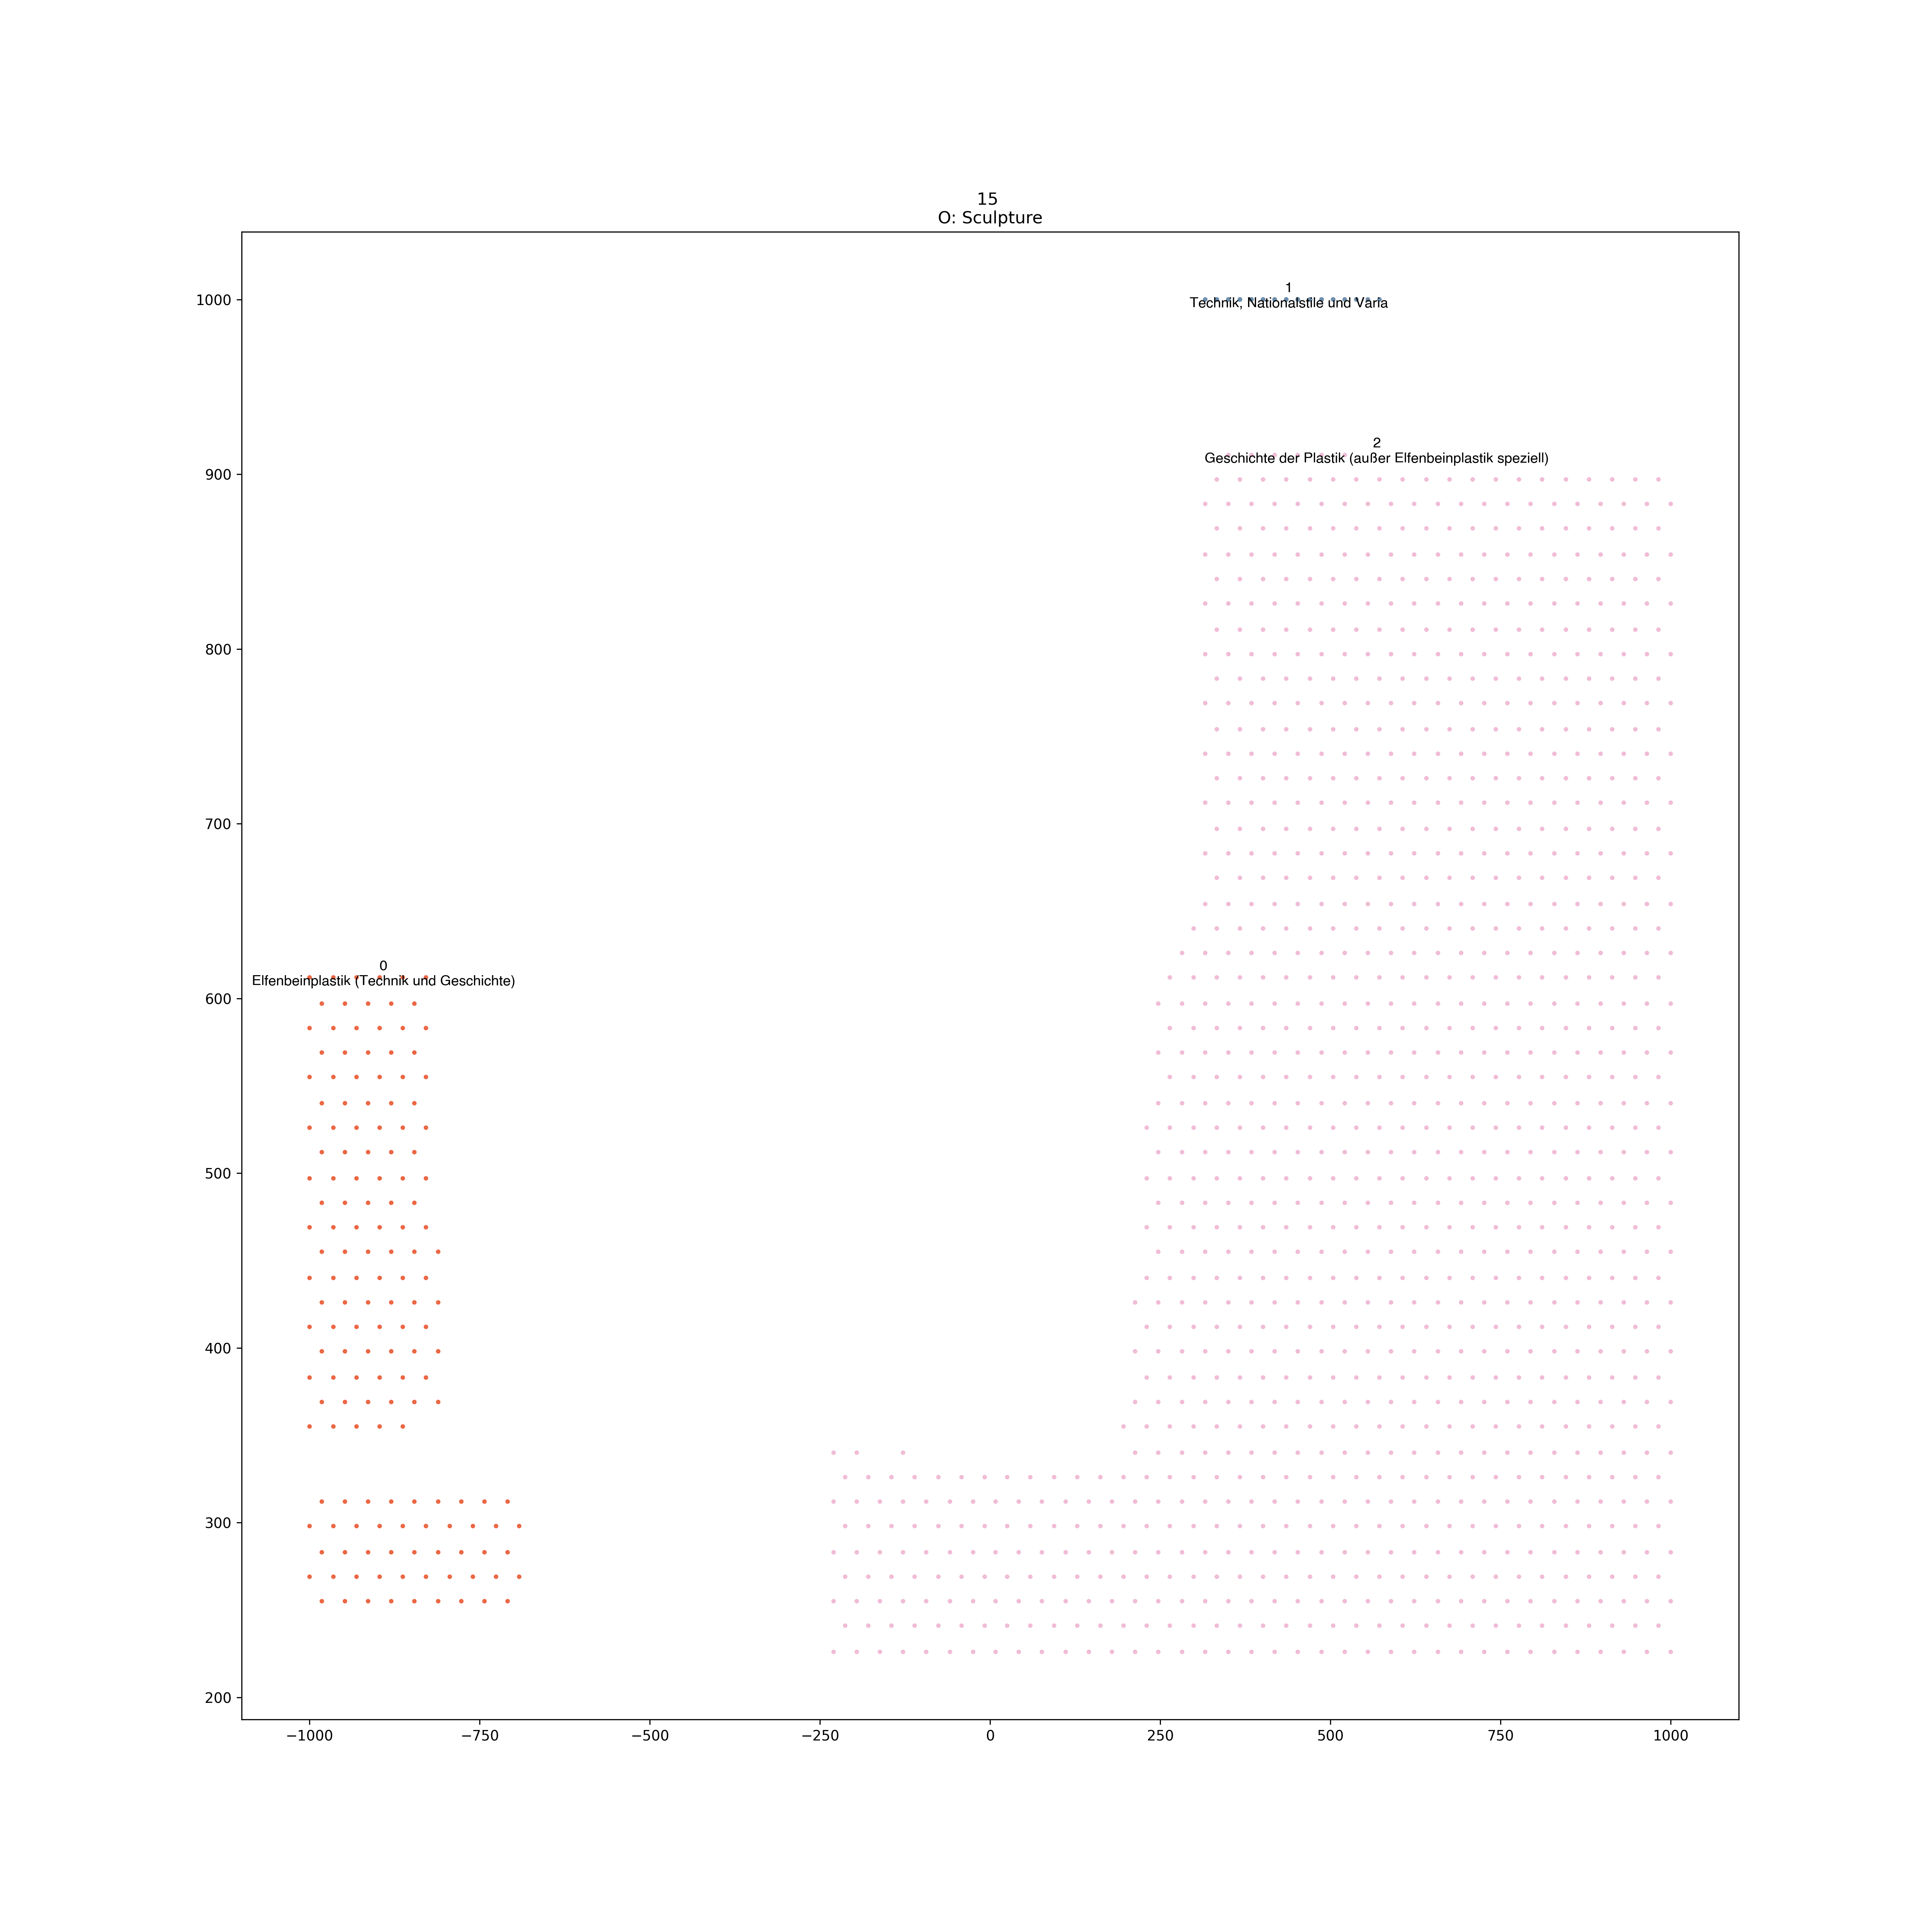 15
O: Sculpture
1000
1
Technik, Nationalstile und Varia
2
900
Geschichte der Plastik (außer Elfenbeinplastik speziell)
800
700
0
600
Elfenbeinplastik (Technik und Geschichte)
500
400
300
200
−1000 −750 −500 −250 0 250 500 750 1000